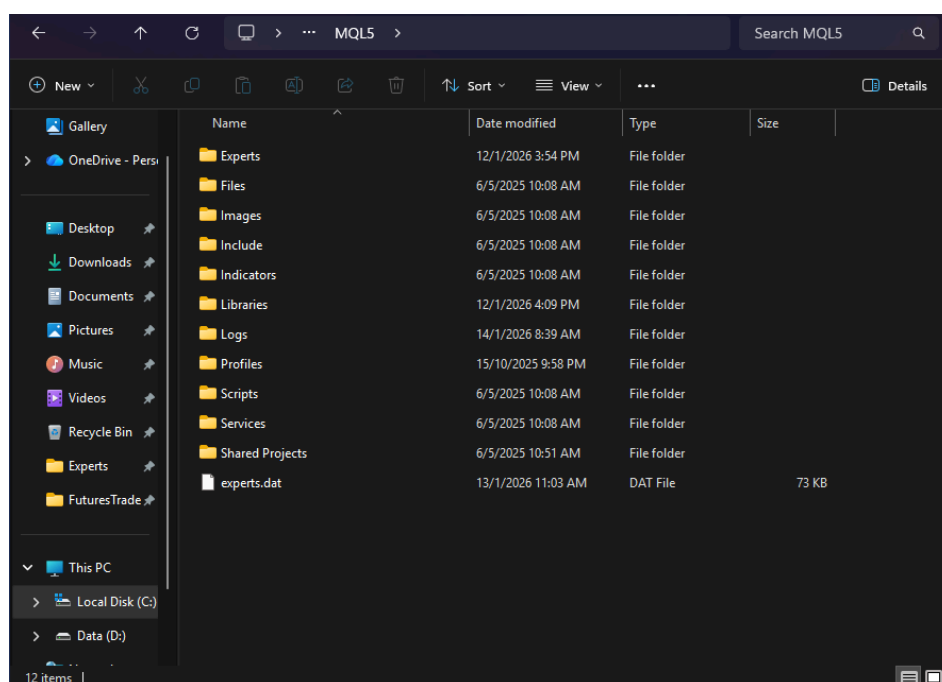 MQL5
Search MQL5
New
Sort
View
Details
Gallery
OneDrive - Perso
Desktop
Downloads
Documents
Pictures
Music
Videos
Recycle Bin
Experts
FuturesTrade
This PC
Local Disk (C:)
Data (D:)
Name Date modified Type Size
Experts 12/1/2026 3:54 PM File folder
Files 6/5/2025 10:08 AM File folder
Images 6/5/2025 10:08 AM File folder
Include 6/5/2025 10:08 AM File folder
Indicators 6/5/2025 10:08 AM File folder
Libraries 12/1/2026 4:09 PM File folder
Logs 14/1/2026 8:39 AM File folder
Profiles 15/10/2025 9:58 PM File folder
Scripts 6/5/2025 10:08 AM File folder
Services 6/5/2025 10:08 AM File folder
Shared Projects 6/5/2025 10:51 AM File folder
experts.dat 13/1/2026 11:03 AM DAT File 73 KB
12 items